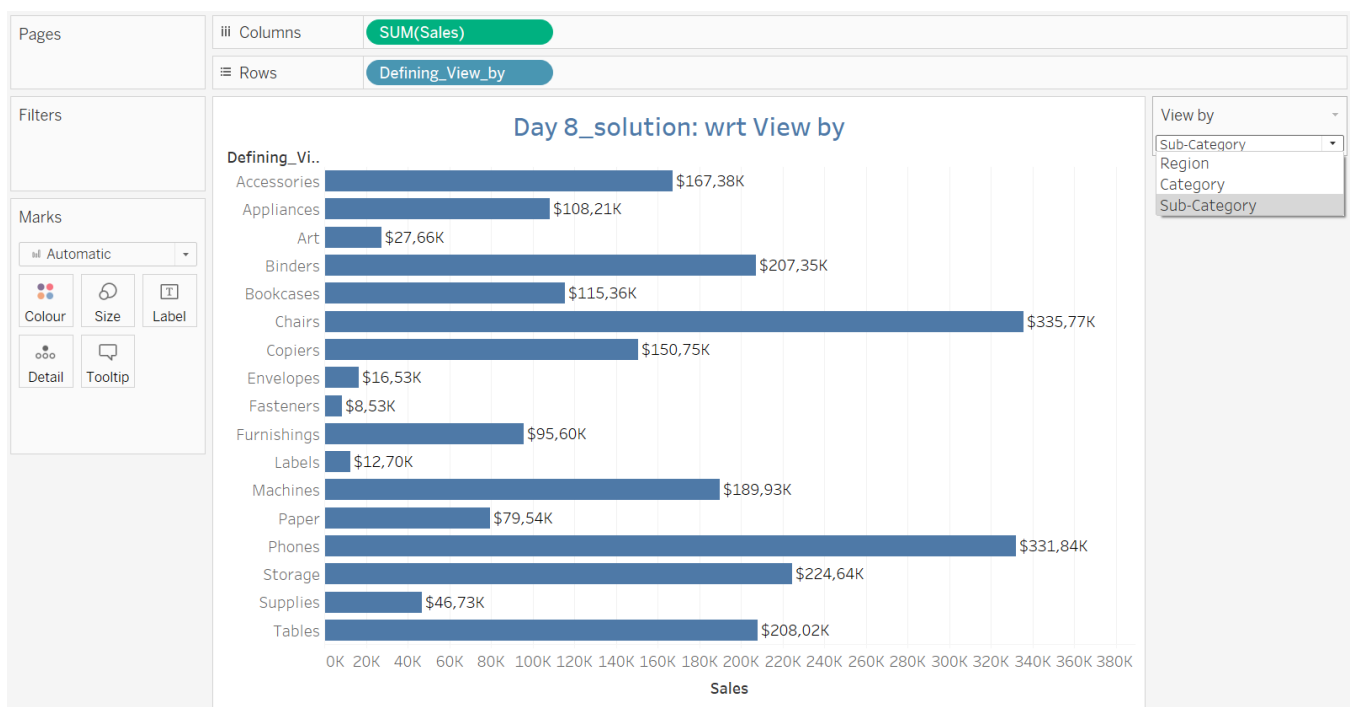 Pages
Columns
SUM(Sales)
Rows
Defining_View_by
Filters
Marks
Automatic
Colour
Size
Label
Detail
Tooltip
Day 8_solution: wrt View by
Defining_Vi..
Accessories $167,38K
Appliances $108,21K
Art $27,66K
Binders $207,35K
Bookcases $115,36K
Chairs $335,77K
Copiers $150,75K
Envelopes $16,53K
Fasteners $8,53K
Furnishings $95,60K
Labels $12,70K
Machines $189,93K
Paper $79,54K
Phones $331,84K
Storage $224,64K
Supplies $46,73K
Tables $208,02K
0K 20K 40K 60K 80K 100K 120K 140K 160K 180K 200K 220K 240K 260K 280K 300K 320K 340K 360K 380K
Sales
View by
Sub-Category
Region
Category
Sub-Category